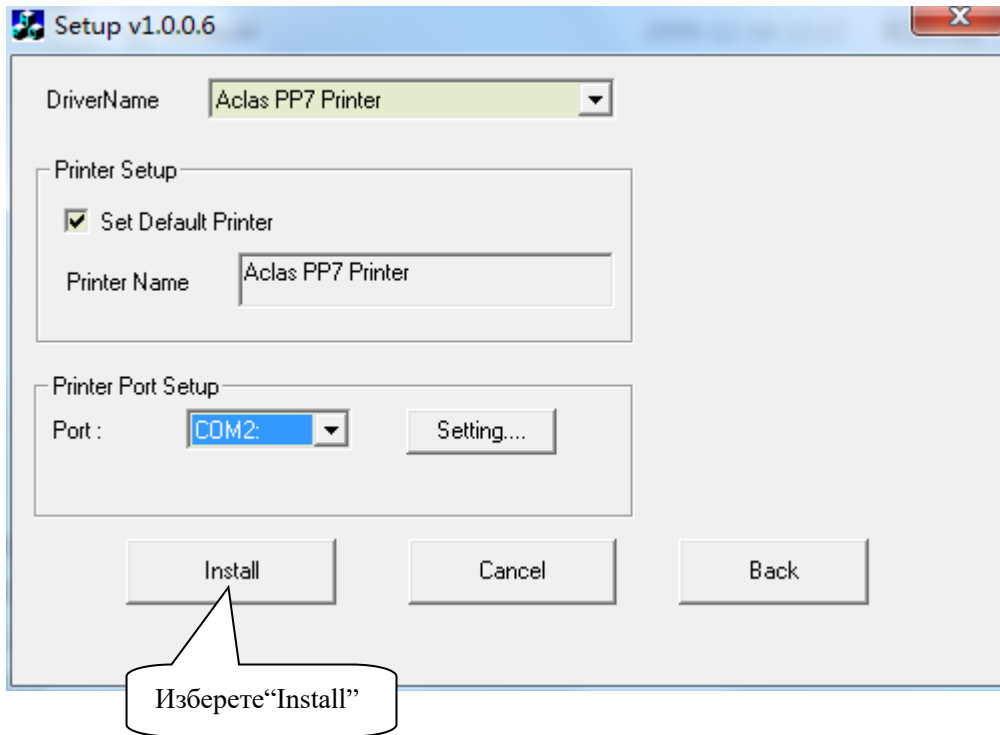 Setup v1.0.0.6
DriverName Aclas PP7 Printer
Printer Setup
Set Default Printer
Printer Name Aclas PP7 Printer
Printer Port Setup
Port : COM2: Setting....
Install Cancel Back
Изберете“Install”